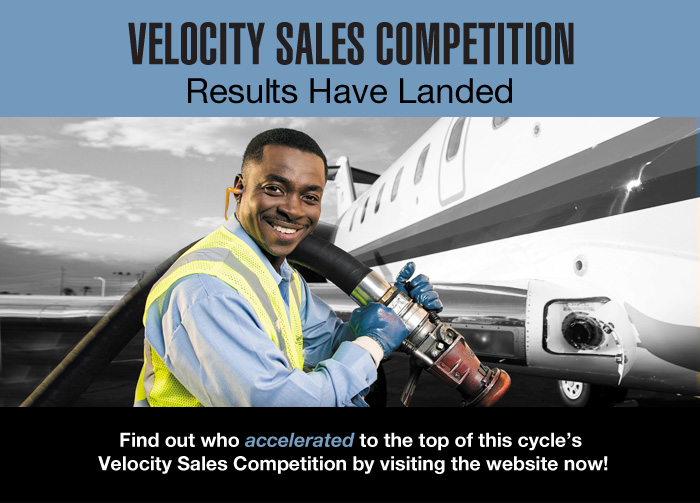 VELOCITY SALES COMPETITION
Results Have Landed
Find out who accelerated to the top of this cycle’s
Velocity Sales Competition by visiting the website now!